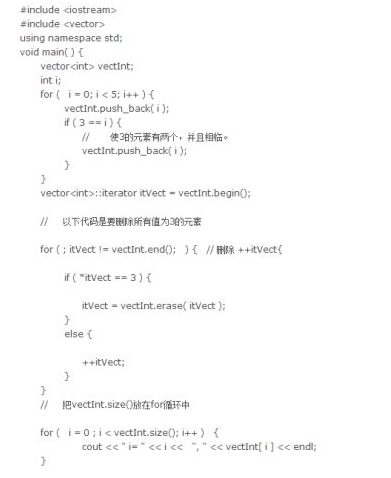 #include <iostream>
#include <vector>
using namespace std;
void main( ) {
vector<int> vectInt;
int i;
for (   i = 0; i < 5; i++ ) {
vectInt.push_back( i );
if ( 3 == i ) {
//      使3的元素有两个，并且相临。
vectInt.push_back( i );
}
}
vector<int>::iterator itVect = vectInt.begin();
//    以下代码是要删除所有值为3的元素
for ( ; itVect != vectInt.end();   ) {   // 删除 ++itVect{
if ( *itVect == 3 ) {
itVect = vectInt.erase( itVect );
}
else {
++itVect;
}
}
//    把vectInt.size()放在for循环中
for (   i = 0 ; i < vectInt.size(); i++ )   {
cout << " i= " << i <<   ", " << vectInt[ i ] << endl;
}